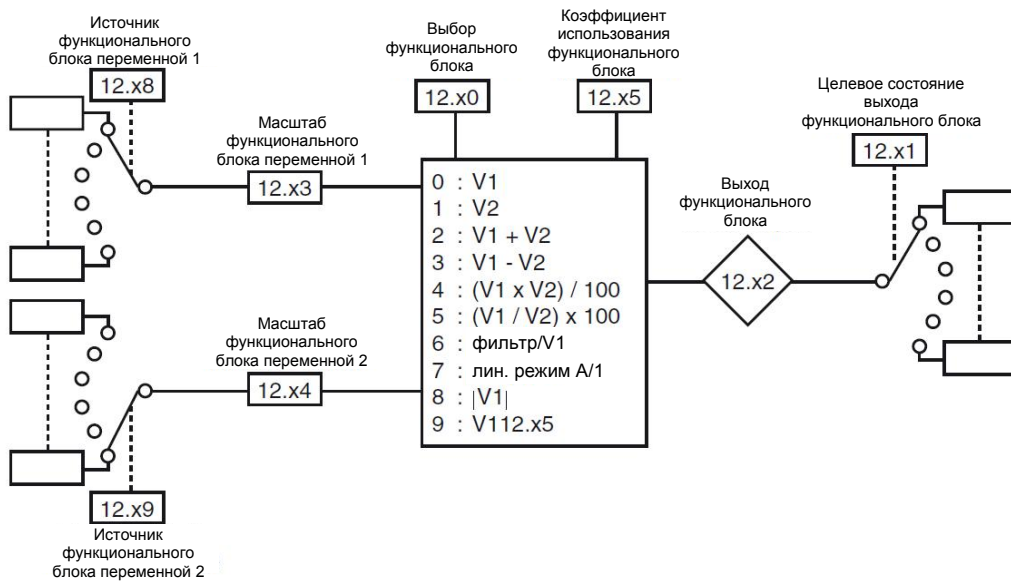 Источник
функционального
блока переменной 1
12.x8
Масштаб
функционального
блока переменной 1
12.x3
Выбор
функционального
блока
12.x0
Коэффициент
использования
функционального
блока
12.x5
Целевое состояние
выхода
функционального блока
12.x1
0 : V1
1 : V2
2 : V1 + V2
3 : V1 - V2
4 : (V1 x V2) / 100
5 : (V1 / V2) x 100
6 : фильтр/V1
7 : лин. режим А/1
8 : |V1|
9 : V112.x5
Выход
функционального
блока
12.x2
Масштаб
функционального
блока переменной 2
12.x4
12.x9
Источник
функционального
блока переменной 2